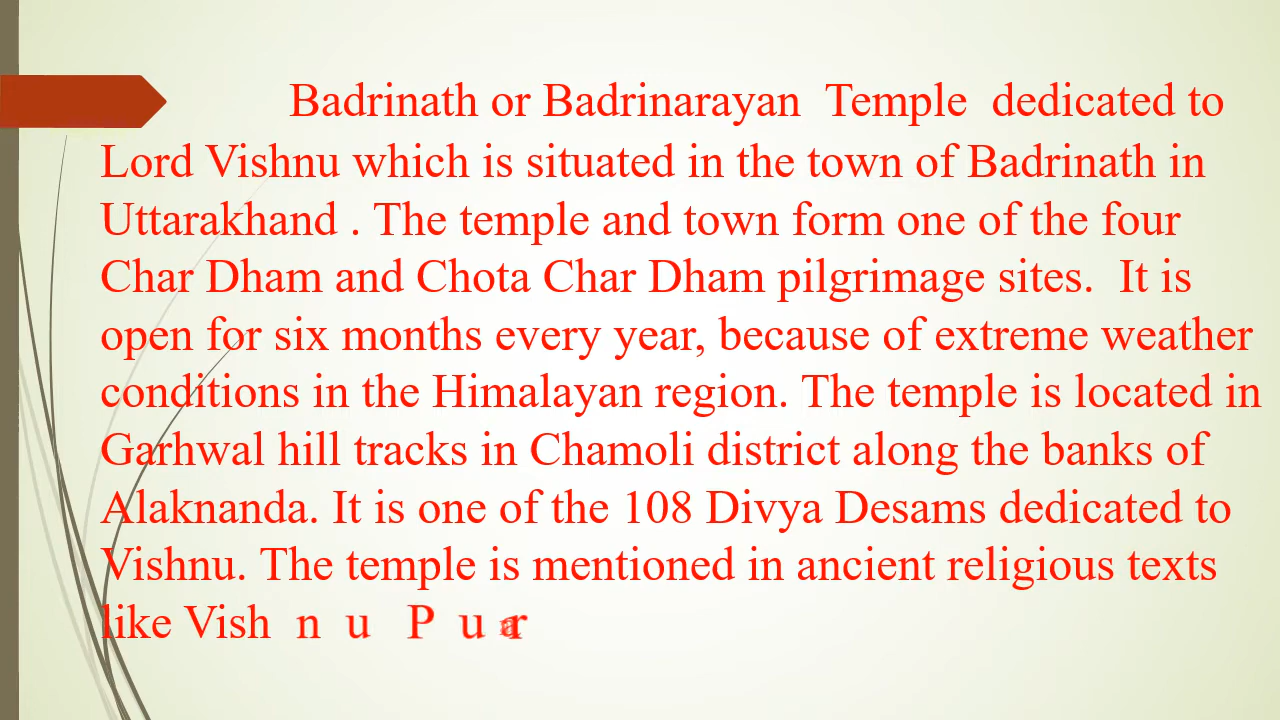 Badrinath or Badrinarayan Temple dedicated to
Lord Vishnu which is situated in the town of Badrinath in
Uttarakhand . The temple and town form one of the four
Char Dham and Chota Char Dham pilgrimage sites. It is
open for six months every year, because of extreme weather
conditions in the Himalayan region. The temple is located in
Garhwal hill tracks in Chamoli district along the banks of
Alaknanda. It is one of the 108 Divya Desams dedicated to
Vishnu. The temple is mentioned in ancient religious texts
like Vish n u